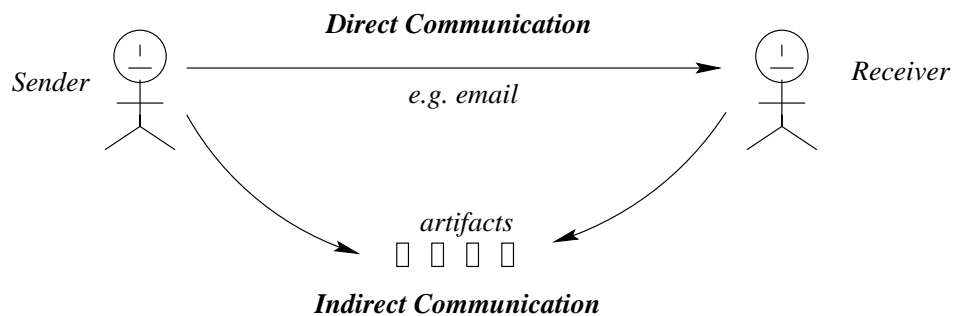 Direct Communication
Sender
Receiver
e.g. email
artifacts
Indirect Communication